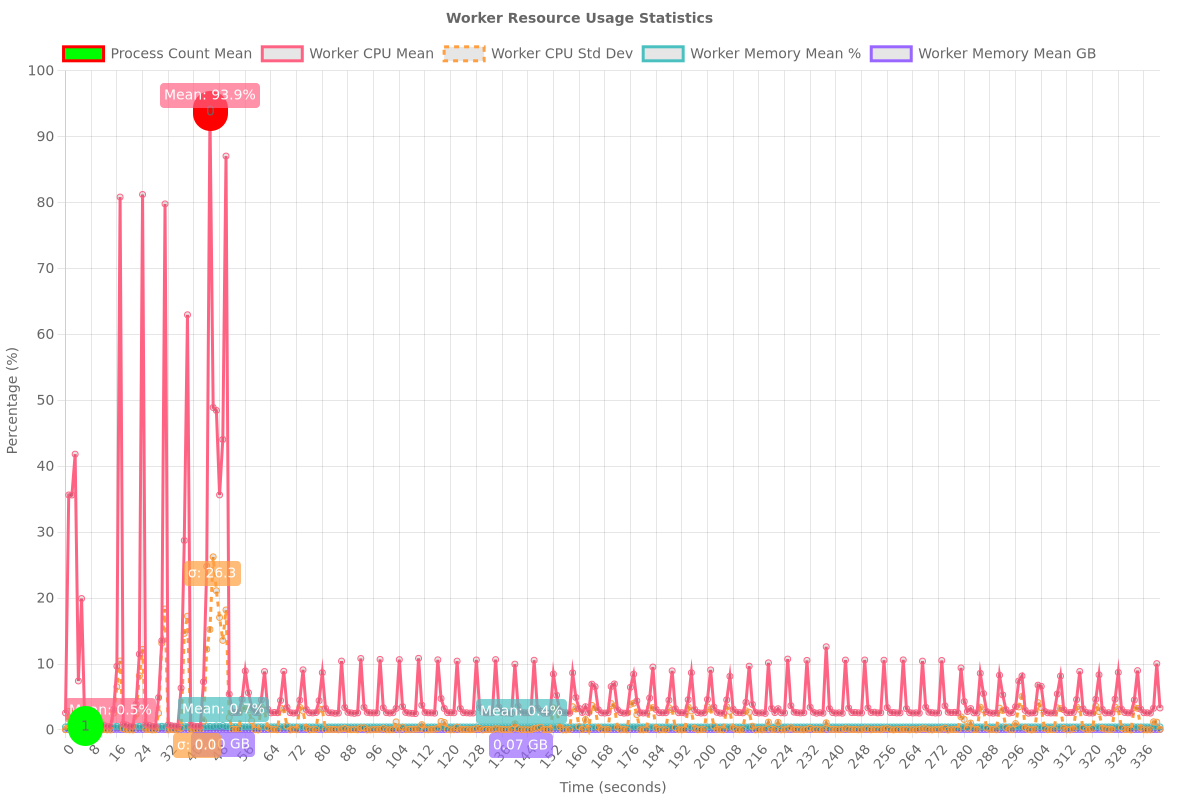 Worker Resource Usage Statistics
Process Count Mean
Worker CPU Mean
Worker CPU Std Dev
Worker Memory Mean %
Worker Memory Mean GB
100
90
80
70
60
50
40
30
20
10
0
Percentage (%)
Mean: 93.9%
σ: 26.3
Mean: 0.5%
1
Mean: 0.7%
Mean: 0.4%
σ: 0.0
GB
0.07 GB
0 8 16 24 32 56 64 72 80 88 96 104 112 120 128 152 160 168 176 184 192 200 208 216 224 232 240 248 256 264 272 280 288 296 304 312 320 328 336
Time (seconds)